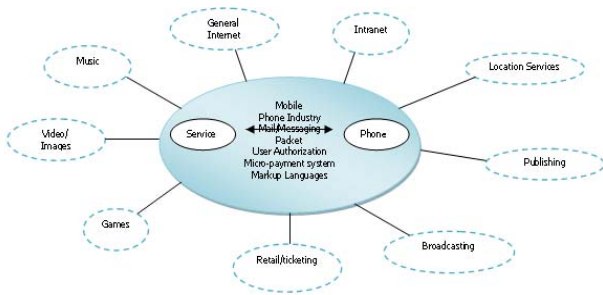 General
Internet
Intranet
Music
Location Services
Mobile
Phone Industry
Service
Mail/Messaging
Phone
Packet
User Authorization
Micro-payment system
Markup Languages
Video/
Images
Publishing
Games
Broadcasting
Retail/ticketing